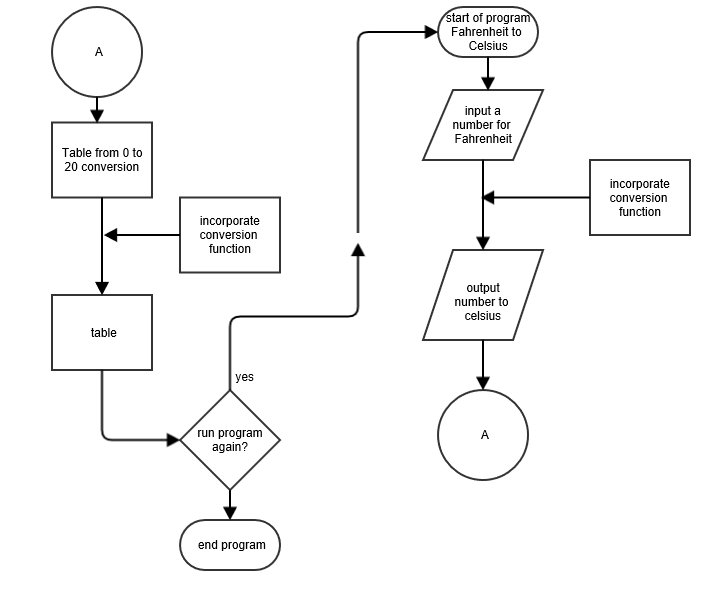 A
Table from 0 to
20 conversion
incorporate
conversion
function
table
yes
run program
again?
end program
start of program
Fahrenheit to
Celsius
input a
number for
Fahrenheit
incorporate
conversion
function
output
number to
celsius
A